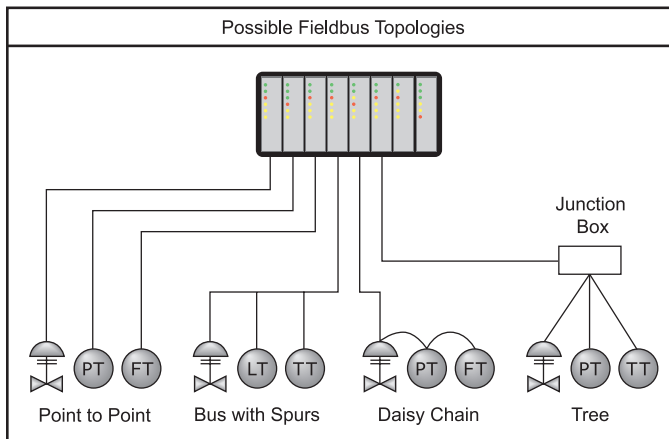 Possible Fieldbus Topologies
Junction
Box
PT
FT
LT
TT
PT
FT
PT
TT
Point to Point
Bus with Spurs
Daisy Chain
Tree